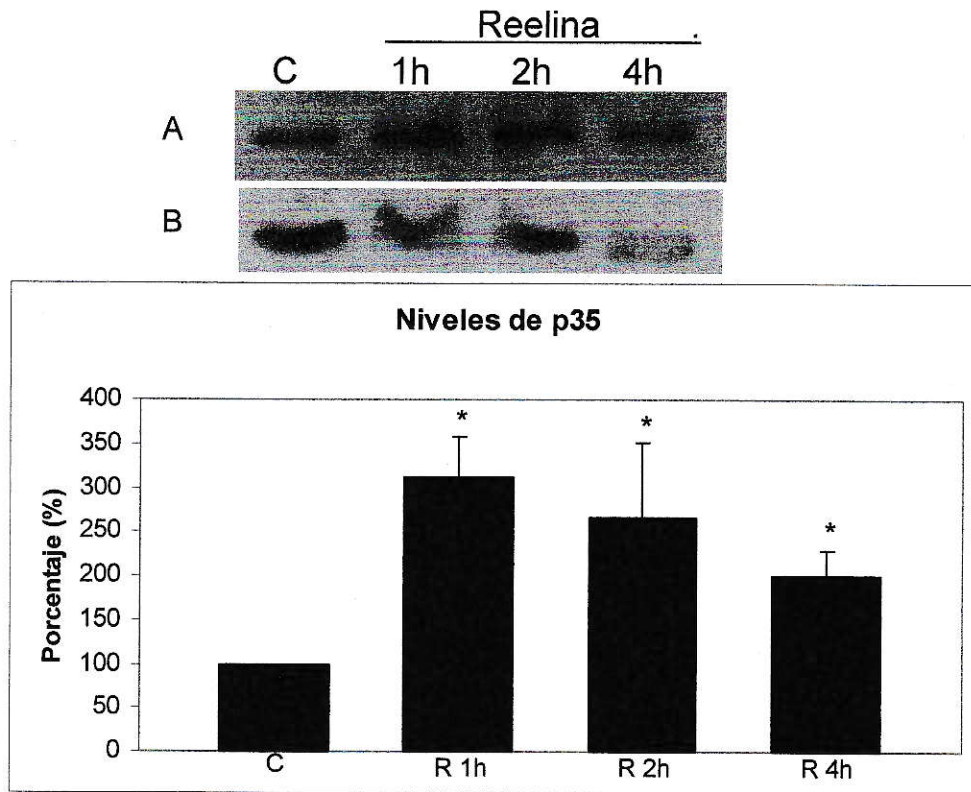 Reelina
C 1h 2h 4h
A
B
Niveles de p35
Porcentaje (%)
400
350
300
250
200
150
100
50
0
* * *
C R 1h R 2h R 4h